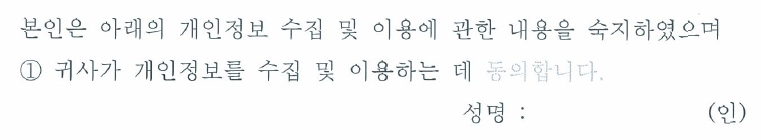 본인은 아래의 개인정보 수집 및 이용에 관한 내용을 숙지하였으며
① 귀사가 개인정보를 수집 및 이용하는 데 동의합니다.
성명 : (인)